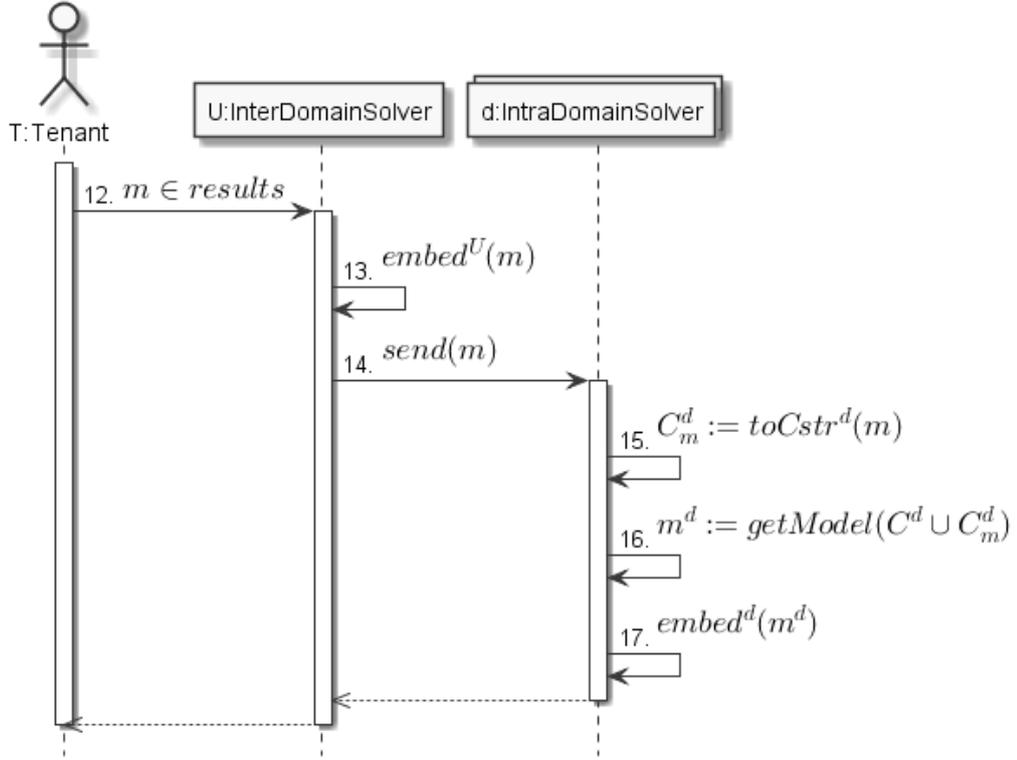 T:Tenant
U:InterDomainSolver
d:IntraDomainSolver
12. m ∈ results
13. embed^U(m)
14. send(m)
15. C_m^d := toCstr^d(m)
16. m^d := getModel(C^d ∪ C_m^d)
17. embed^d(m^d)